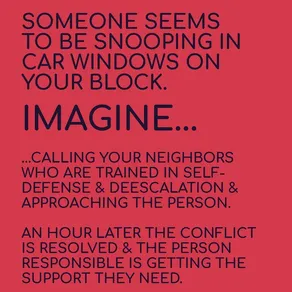 SOMEONE SEEMS
TO BE SNOOPING IN
CAR WINDOWS ON
YOUR BLOCK.
IMAGINE...
...CALLING YOUR NEIGHBORS
WHO ARE TRAINED IN SELF-
DEFENSE & DEESCALATION &
APPROACHING THE PERSON.
AN HOUR LATER THE CONFLICT
IS RESOLVED & THE PERSON
RESPONSIBLE IS GETTING THE
SUPPORT THEY NEED.